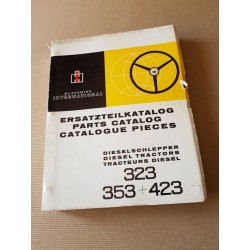 McCORMICK
INTERNATIONAL
ERSATZTEILKATALOG
PARTS CATALOG
CATALOGUE PIECES
DIESELSCHLEPPER
DIESEL TRACTORS
TRACTEURS DIESEL
323
353+423